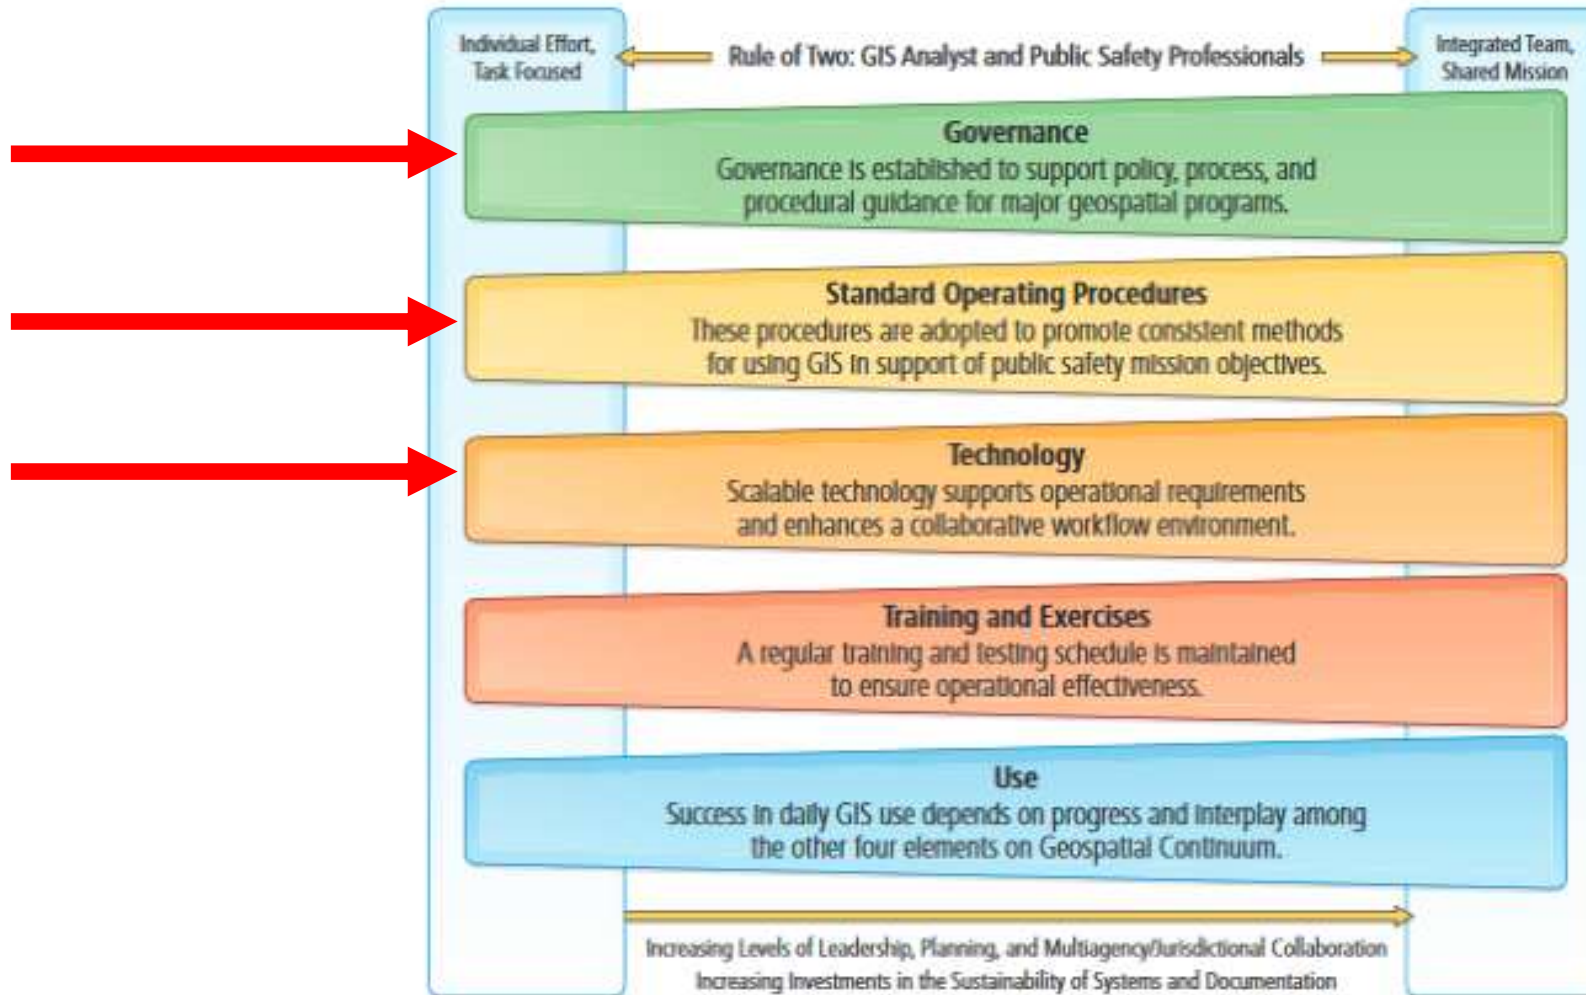 Individual Effort,
Task Focused
Rule of Two: GIS Analyst and Public Safety Professionals
Integrated Team,
Shared Mission
Governance
Governance is established to support policy, process, and
procedural guidance for major geospatial programs.
Standard Operating Procedures
These procedures are adopted to promote consistent methods
for using GIS in support of public safety mission objectives.
Technology
Scalable technology supports operational requirements
and enhances a collaborative workflow environment.
Training and Exercises
A regular training and testing schedule is maintained
to ensure operational effectiveness.
Use
Success in daily GIS use depends on progress and interplay among
the other four elements on Geospatial Continuum.
Increasing Levels of Leadership, Planning, and Multiagency/Jurisdictional Collaboration
Increasing Investments in the Sustainability of Systems and Documentation